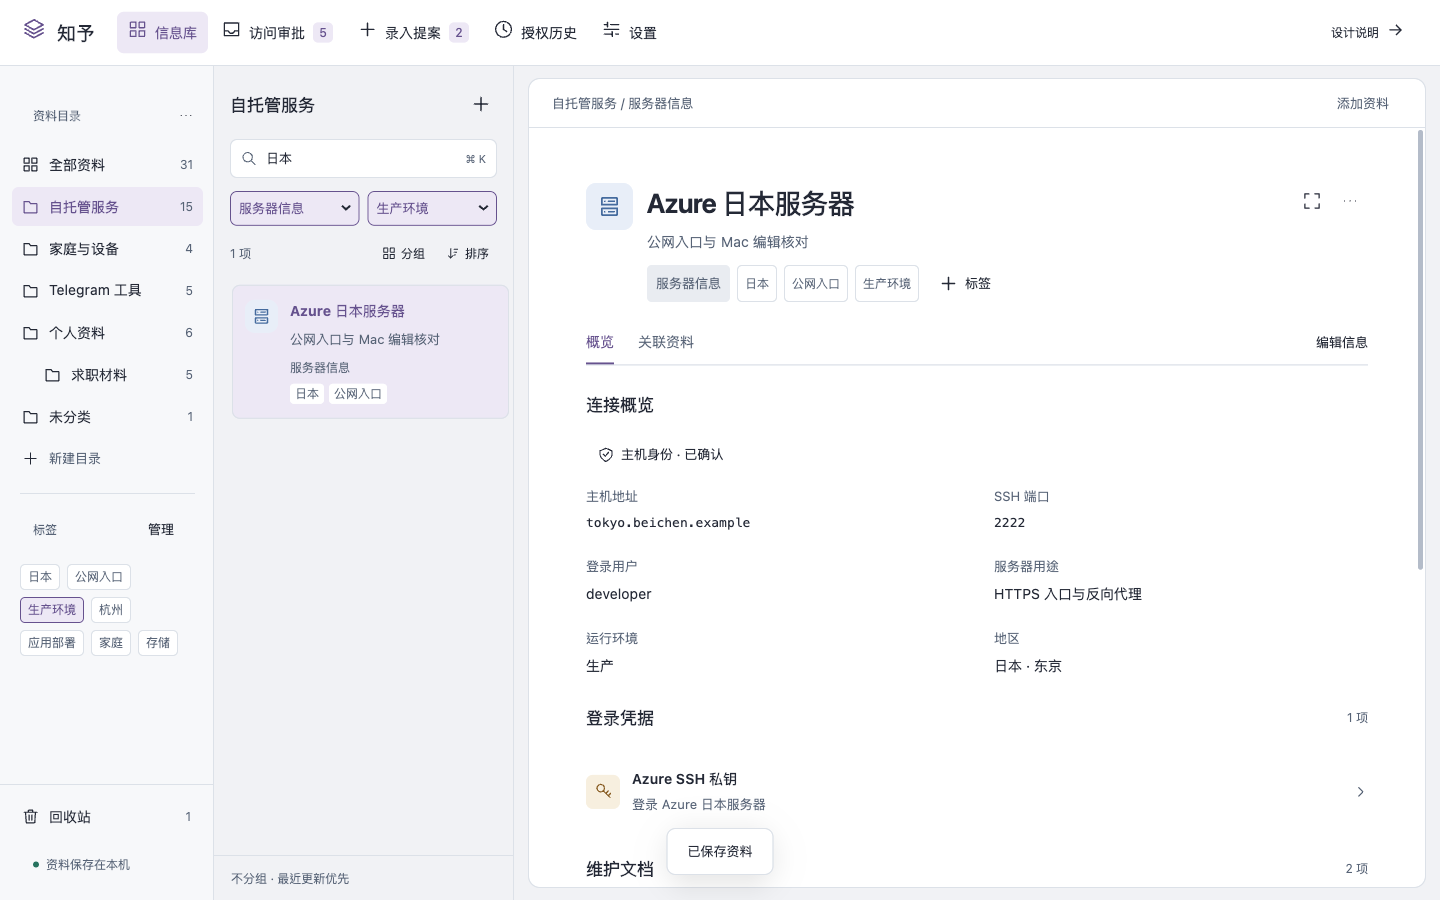 知予
信息库
访问审批 5
录入提案 2
授权历史
设置
设计说明
资料目录
全部资料 31
自托管服务 15
家庭与设备 4
Telegram 工具 5
个人资料 6
求职材料 5
未分类 1
新建目录
标签 管理
日本 公网入口
生产环境 杭州
应用部署 家庭 存储
回收站 1
资料保存在本机
自托管服务
日本 ⌘ K
服务器信息 生产环境
1 项 分组 排序
Azure 日本服务器
公网入口与 Mac 编辑核对
服务器信息
日本 公网入口
不分组 · 最近更新优先
自托管服务 / 服务器信息 添加资料
Azure 日本服务器
公网入口与 Mac 编辑核对
服务器信息 日本 公网入口 生产环境 标签
概览 关联资料 编辑信息
连接概览
主机身份 · 已确认
主机地址 SSH 端口
tokyo.beichen.example 2222
登录用户 服务器用途
developer HTTPS 入口与反向代理
运行环境 地区
生产 日本 · 东京
登录凭据 1 项
Azure SSH 私钥
登录 Azure 日本服务器
已保存资料
维护文档 2 项